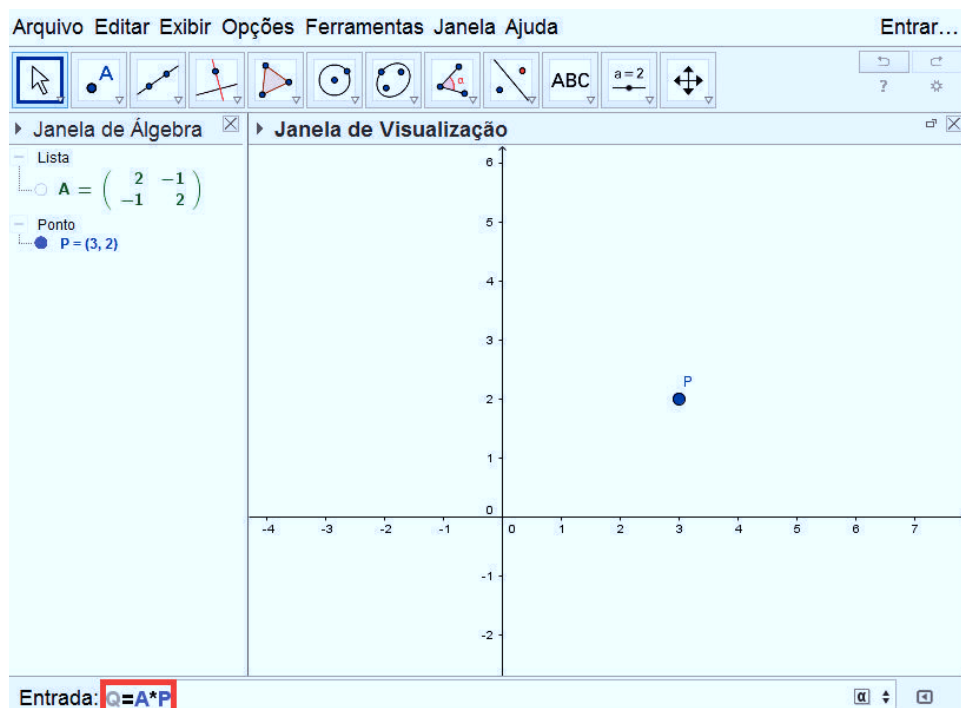 Arquivo Editar Exibir Opções Ferramentas Janela Ajuda Entrar...
A α ABC a = 2
?
Janela de Álgebra
Lista
A = ( 2 -1
-1 2 )
Ponto
P = (3, 2)
Janela de Visualização
6
5
4
3
2
1
0
-1
-2
-4 -3 -2 -1 0 1 2 3 4 5 6 7
P
Entrada: Q=A*P α